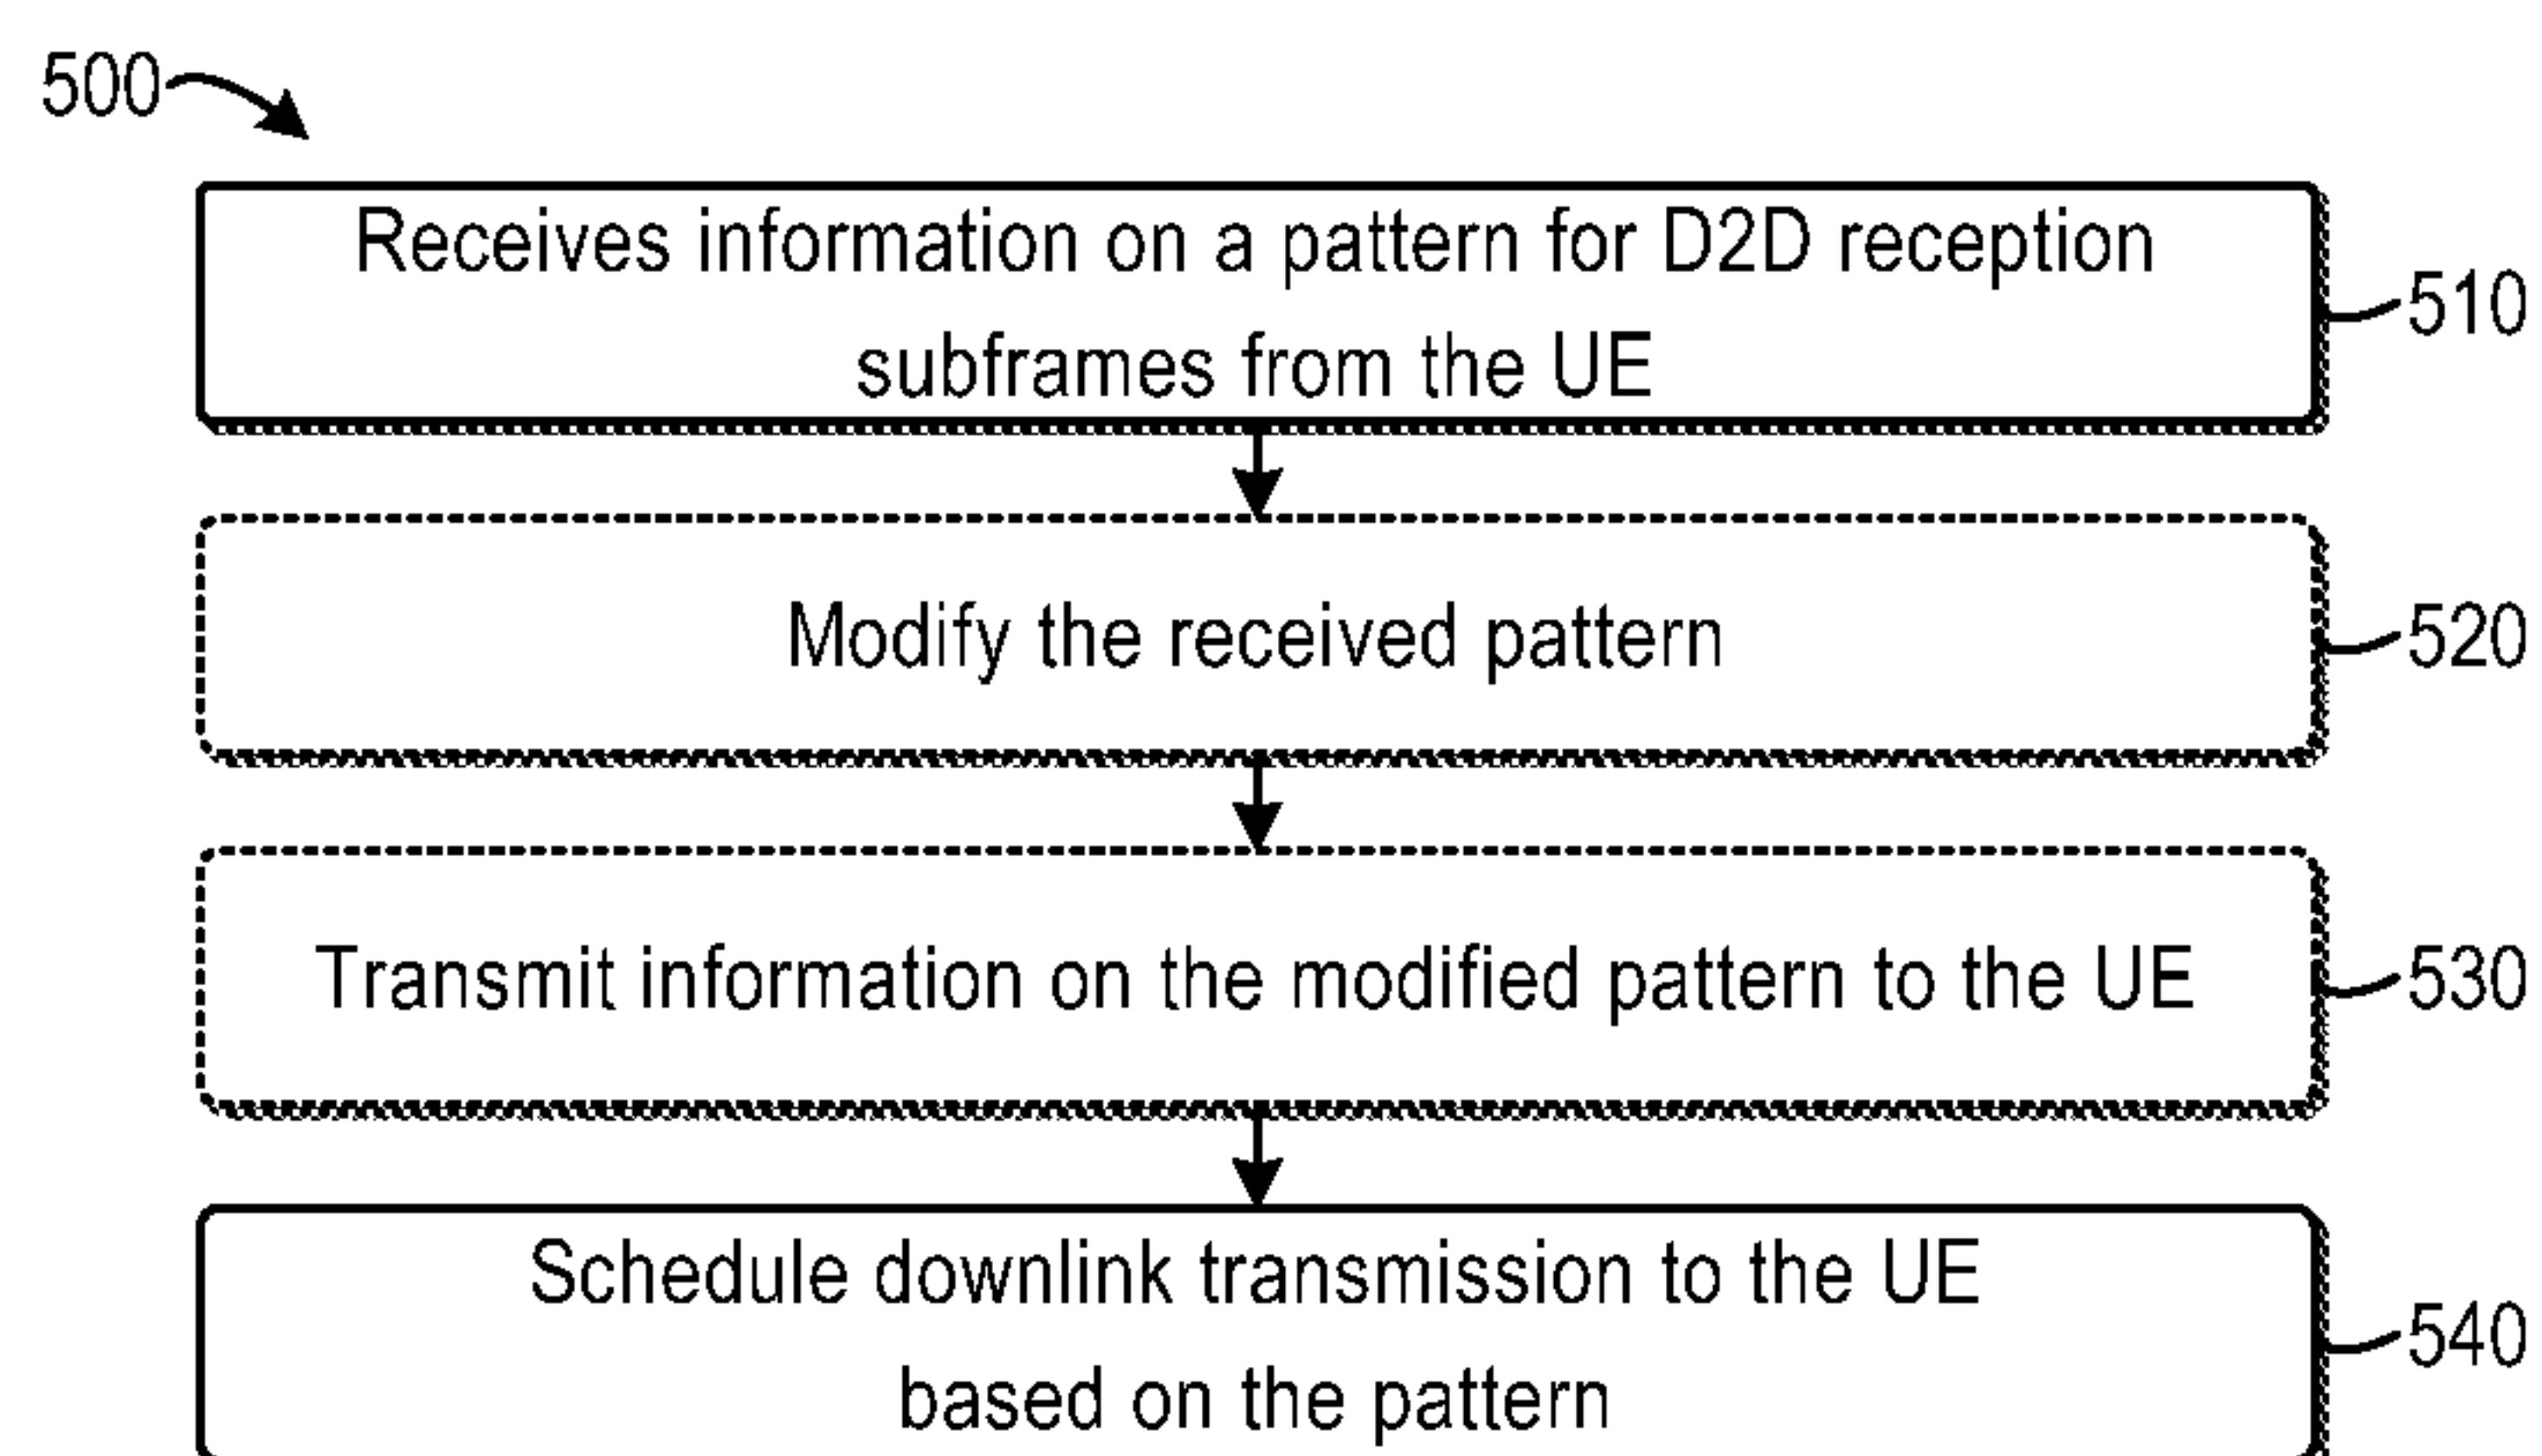 500
Receives information on a pattern for D2D reception
subframes from the UE
510
Modify the received pattern
520
Transmit information on the modified pattern to the UE
530
Schedule downlink transmission to the UE
based on the pattern
540